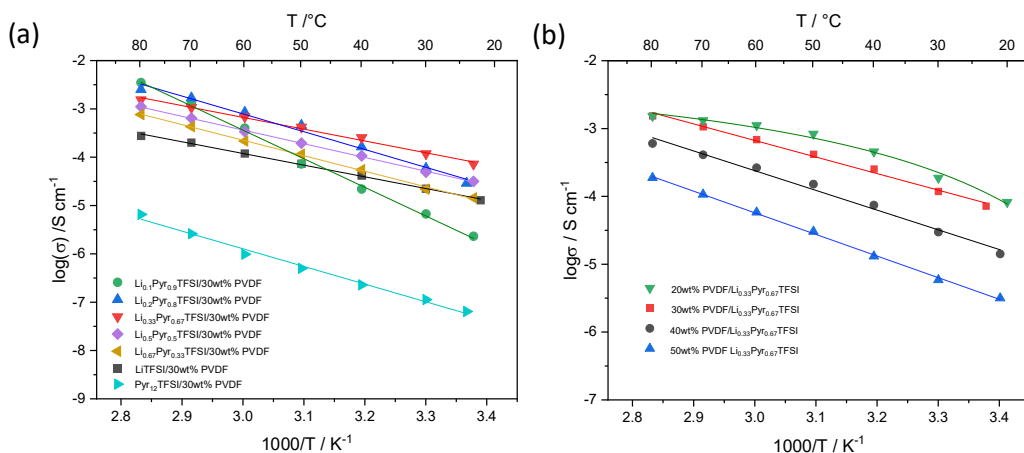 (a)
T /°C
80 70 60 50 40 30 20
-2
-3
-4
-5
-6
-7
-8
-9
log(σ) /S cm⁻¹
Li₀.₁Pyr₀.₉TFSI/30wt% PVDF
Li₀.₂Pyr₀.₈TFSI/30wt% PVDF
Li₀.₃₃Pyr₀.₆₇TFSI/30wt% PVDF
Li₀.₅Pyr₀.₅TFSI/30wt% PVDF
Li₀.₆₇Pyr₀.₃₃TFSI/30wt% PVDF
LiTFSI/30wt% PVDF
Pyr₁₂TFSI/30wt% PVDF
2.8 2.9 3.0 3.1 3.2 3.3 3.4
1000/T / K⁻¹
(b)
T /°C
80 70 60 50 40 30 20
-2
-3
-4
-5
-6
-7
logσ / S cm⁻¹
20wt% PVDF/Li₀.₃₃Pyr₀.₆₇TFSI
30wt% PVDF/Li₀.₃₃Pyr₀.₆₇TFSI
40wt% PVDF/Li₀.₃₃Pyr₀.₆₇TFSI
50wt% PVDF Li₀.₃₃Pyr₀.₆₇TFSI
2.8 2.9 3.0 3.1 3.2 3.3 3.4
1000/T / K⁻¹